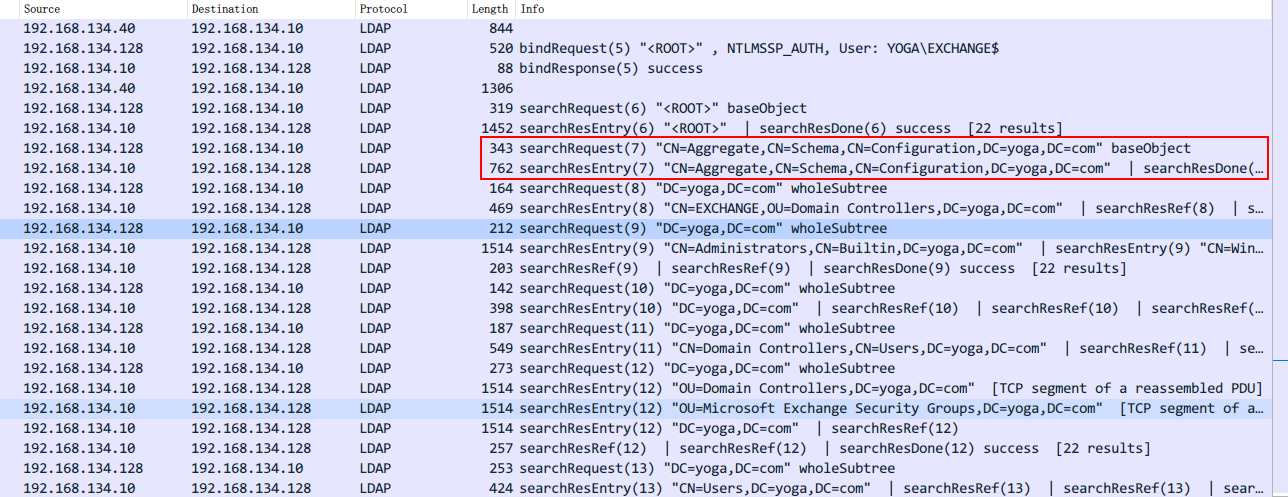 Source Destination Protocol Length Info
192.168.134.40 192.168.134.10 LDAP 844
192.168.134.128 192.168.134.10 LDAP 520 bindRequest(5) "<ROOT>" , NTLMSSP_AUTH, User: YOGA\EXCHANGE$
192.168.134.10 192.168.134.128 LDAP 88 bindResponse(5) success
192.168.134.40 192.168.134.10 LDAP 1306
192.168.134.128 192.168.134.10 LDAP 319 searchRequest(6) "<ROOT>" baseObject
192.168.134.10 192.168.134.128 LDAP 1452 searchResEntry(6) "<ROOT>" | searchResDone(6) success [22 results]
192.168.134.128 192.168.134.10 LDAP 343 searchRequest(7) "CN=Aggregate,CN=Schema,CN=Configuration,DC=yoga,DC=com" baseObject
192.168.134.10 192.168.134.128 LDAP 762 searchResEntry(7) "CN=Aggregate,CN=Schema,CN=Configuration,DC=yoga,DC=com" | searchResDone(…
192.168.134.128 192.168.134.10 LDAP 164 searchRequest(8) "DC=yoga,DC=com" wholeSubtree
192.168.134.10 192.168.134.128 LDAP 469 searchResEntry(8) "CN=EXCHANGE,OU=Domain Controllers,DC=yoga,DC=com" | searchResRef(8) | s…
192.168.134.128 192.168.134.10 LDAP 212 searchRequest(9) "DC=yoga,DC=com" wholeSubtree
192.168.134.10 192.168.134.128 LDAP 1514 searchResEntry(9) "CN=Administrators,CN=Builtin,DC=yoga,DC=com" | searchResEntry(9) "CN=Win…
192.168.134.10 192.168.134.128 LDAP 203 searchResRef(9) | searchResRef(9) | searchResDone(9) success [22 results]
192.168.134.128 192.168.134.10 LDAP 142 searchRequest(10) "DC=yoga,DC=com" wholeSubtree
192.168.134.10 192.168.134.128 LDAP 398 searchResEntry(10) "DC=yoga,DC=com" | searchResRef(10) | searchResRef(10) | searchResRef(…
192.168.134.128 192.168.134.10 LDAP 187 searchRequest(11) "DC=yoga,DC=com" wholeSubtree
192.168.134.10 192.168.134.128 LDAP 549 searchResEntry(11) "CN=Domain Controllers,CN=Users,DC=yoga,DC=com" | searchResRef(11) | se…
192.168.134.128 192.168.134.10 LDAP 273 searchRequest(12) "DC=yoga,DC=com" wholeSubtree
192.168.134.10 192.168.134.128 LDAP 1514 searchResEntry(12) "OU=Domain Controllers,DC=yoga,DC=com" [TCP segment of a reassembled PDU]
192.168.134.10 192.168.134.128 LDAP 1514 searchResEntry(12) "OU=Microsoft Exchange Security Groups,DC=yoga,DC=com" [TCP segment of a…
192.168.134.10 192.168.134.128 LDAP 1514 searchResEntry(12) "DC=yoga,DC=com" | searchResRef(12)
192.168.134.10 192.168.134.128 LDAP 257 searchResRef(12) | searchResRef(12) | searchResDone(12) success [22 results]
192.168.134.128 192.168.134.10 LDAP 253 searchRequest(13) "DC=yoga,DC=com" wholeSubtree
192.168.134.10 192.168.134.128 LDAP 424 searchResEntry(13) "CN=Users,DC=yoga,DC=com" | searchResRef(13) | searchResRef(13) | sear…